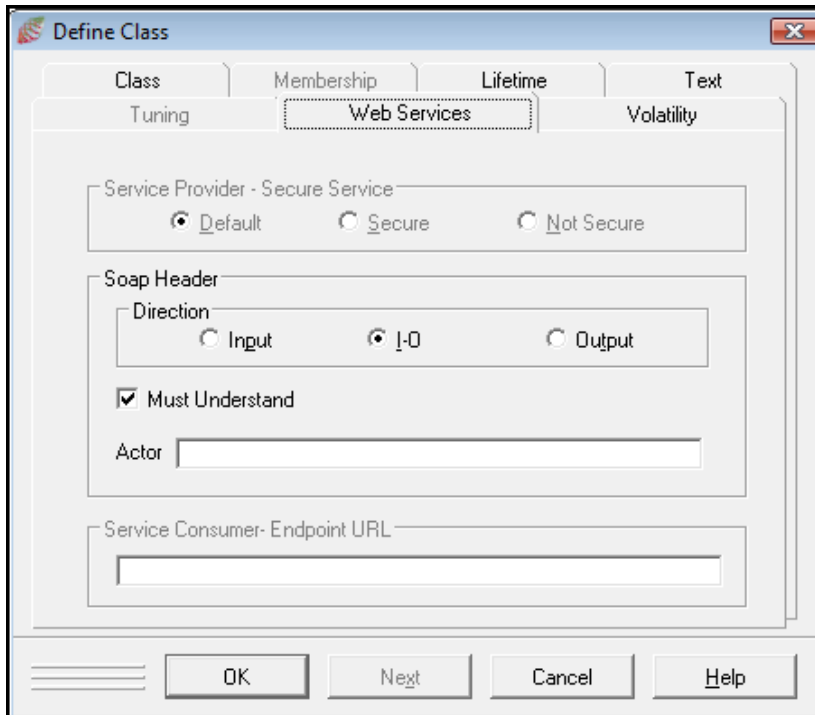 Define Class
Class Membership Lifetime Text
Tuning Web Services Volatility
Service Provider - Secure Service
Default Secure Not Secure
Soap Header
Direction
Input I-O Output
Must Understand
Actor
Service Consumer- Endpoint URL
OK Next Cancel Help